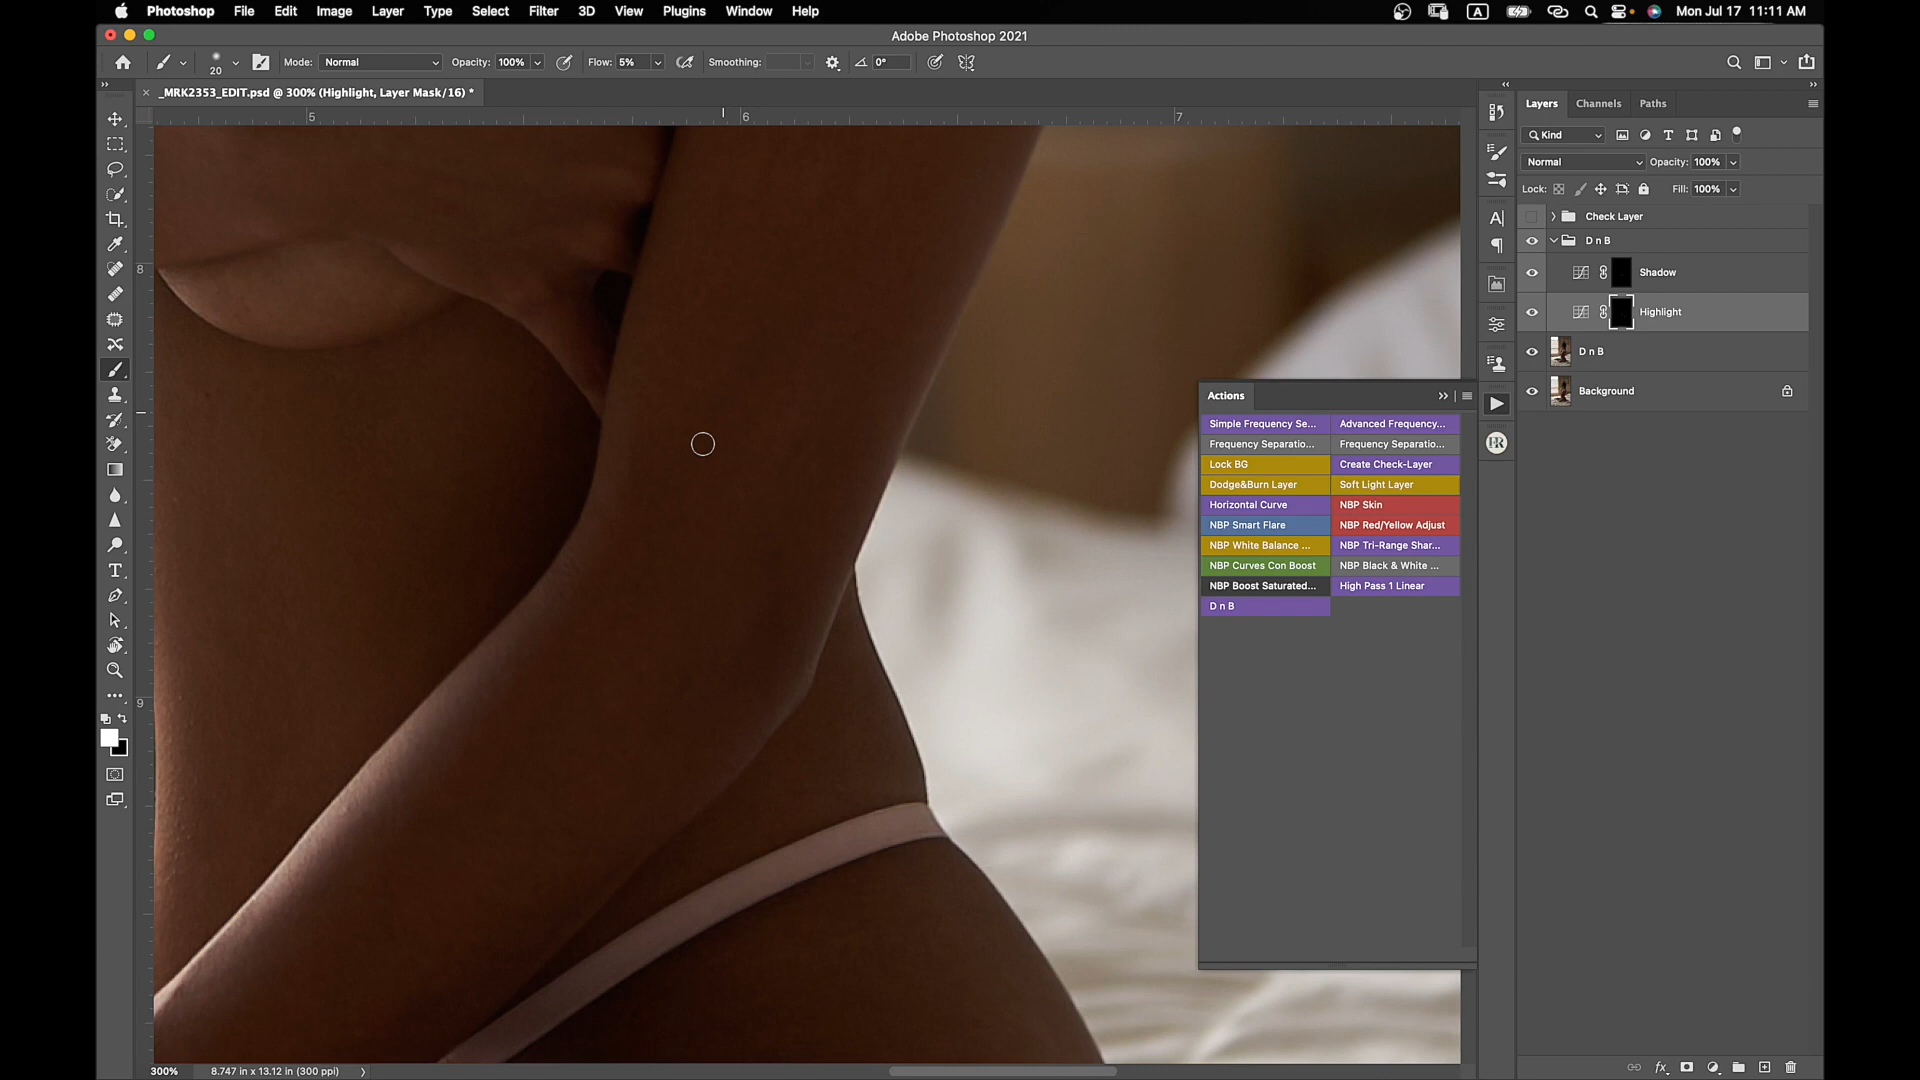 Photoshop File Edit Image Layer Type Select Filter 3D View Plugins Window Help
A
Mon Jul 17 11:11 AM
Adobe Photoshop 2021
20
Mode: Normal Opacity: 100% Flow: 5% Smoothing: 0°
_MRK2353_EDIT.psd @ 300% (Highlight, Layer Mask/16) *
5 6 7
8
9
Layers Channels Paths
Kind
Normal Opacity: 100%
Lock: Fill: 100%
Check Layer
D n B
Shadow
Highlight
D n B
Background
Actions
Simple Frequency Se... Advanced Frequency...
Frequency Separatio... Frequency Separatio...
Lock BG Create Check-Layer
Dodge&Burn Layer Soft Light Layer
Horizontal Curve NBP Skin
NBP Smart Flare NBP Red/Yellow Adjust
NBP White Balance ... NBP Tri-Range Shar...
NBP Curves Con Boost NBP Black & White ...
NBP Boost Saturated... High Pass 1 Linear
D n B
300% 8.747 in x 13.12 in (300 ppi)
fx